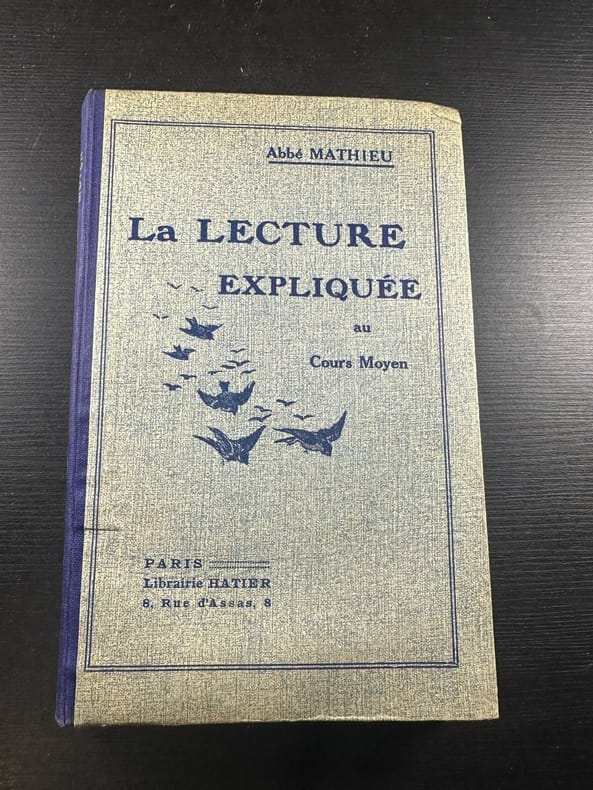 Abbé MATHIEU
La LECTURE
EXPLIQUÉE
au
Cours Moyen
PARIS
Librairie HATIER
8, Rue d'Assas, 8